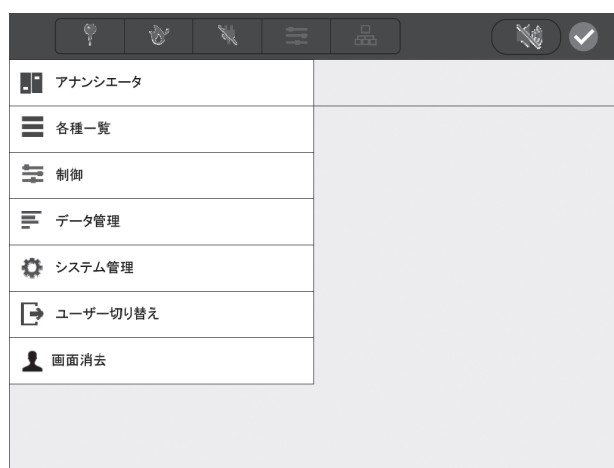 アナンシエータ
各種一覧
制御
データ管理
システム管理
ユーザー切り替え
画面消去